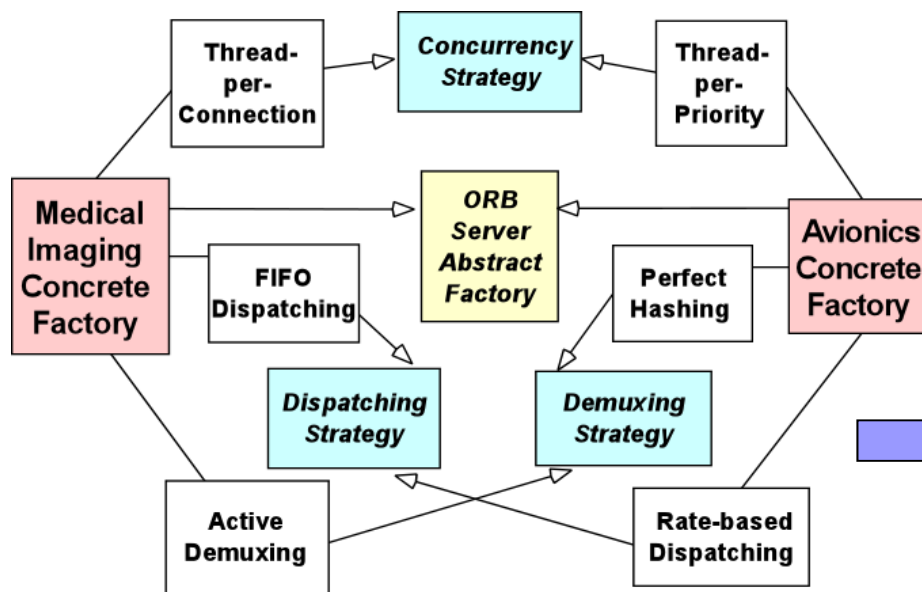 Thread-
per-
Connection
Concurrency
Strategy
Thread-
per-
Priority
Medical
Imaging
Concrete
Factory
ORB
Server
Abstract
Factory
Avionics
Concrete
Factory
FIFO
Dispatching
Perfect
Hashing
Dispatching
Strategy
Demuxing
Strategy
Active
Demuxing
Rate-based
Dispatching